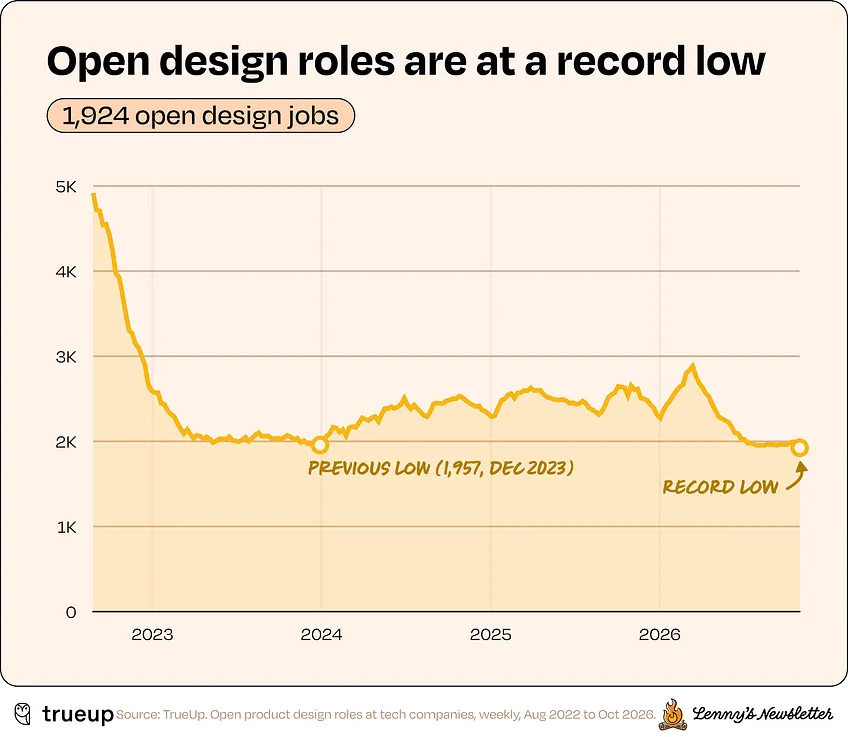 Open design roles are at a record low
1,924 open design jobs
5K
4K
3K
2K
PREVIOUS LOW (1,957, DEC 2023)
RECORD LOW
1K
0
2023 2024 2025 2026
trueup Source: TrueUp. Open product design roles at tech companies, weekly, Aug 2022 to Oct 2026. Lenny's Newsletter